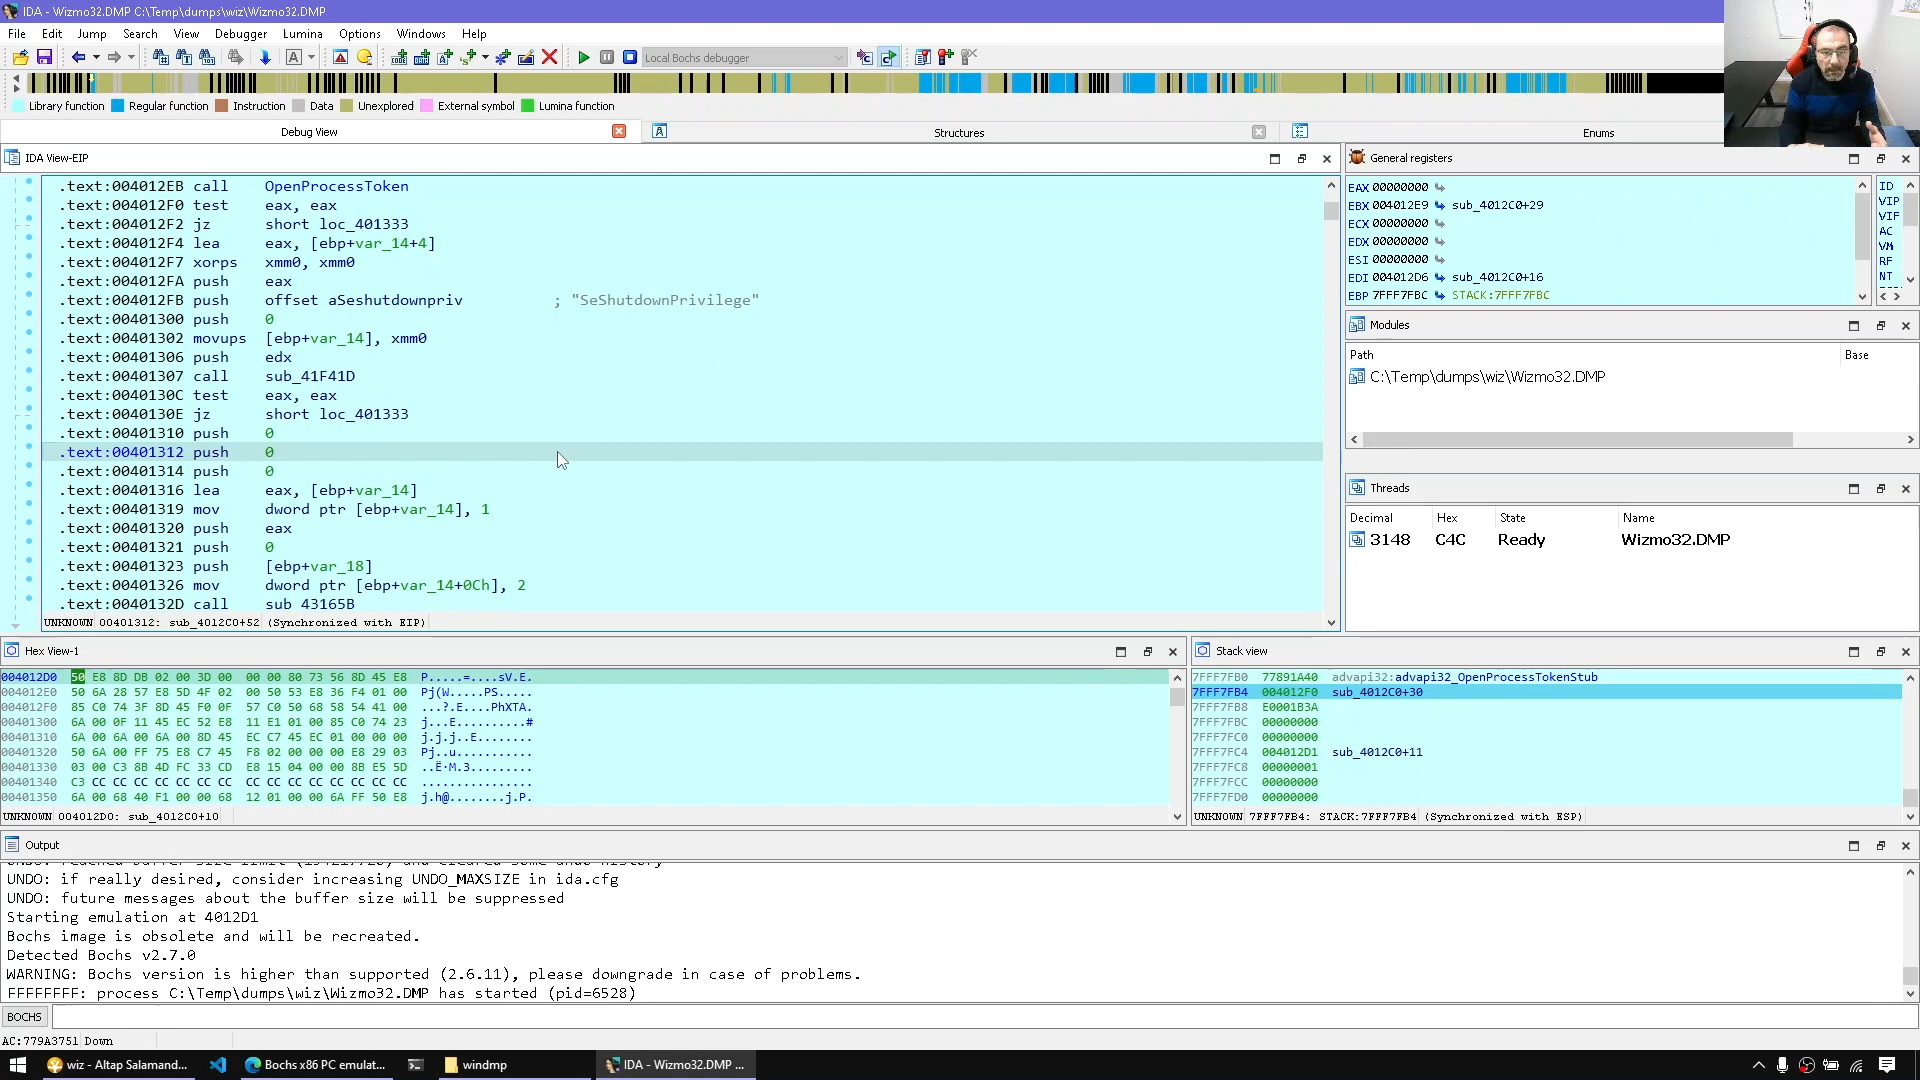 IDA - Wizmo32.DMP C:\Temp\dumps\wiz\Wizmo32.DMP
File Edit Jump Search View Debugger Lumina Options Windows Help
Local Bochs debugger
Library function Regular function Instruction Data Unexplored External symbol Lumina function
Debug View Structures Enums
IDA View-EIP
.text:004012EB call OpenProcessToken
.text:004012F0 test eax, eax
.text:004012F2 jz short loc_401333
.text:004012F4 lea eax, [ebp+var_14+4]
.text:004012F7 xorps xmm0, xmm0
.text:004012FA push eax
.text:004012FB push offset aSeshutdownpriv ; "SeShutdownPrivilege"
.text:00401300 push 0
.text:00401302 movups [ebp+var_14], xmm0
.text:00401306 push edx
.text:00401307 call sub_41F41D
.text:0040130C test eax, eax
.text:0040130E jz short loc_401333
.text:00401310 push 0
.text:00401312 push 0
.text:00401314 push 0
.text:00401316 lea eax, [ebp+var_14]
.text:00401319 mov dword ptr [ebp+var_14], 1
.text:00401320 push eax
.text:00401321 push 0
.text:00401323 push [ebp+var_18]
.text:00401326 mov dword ptr [ebp+var_14+0Ch], 2
.text:0040132D call sub_43165B
UNKNOWN 00401312: sub_4012C0+52 (Synchronized with EIP)
General registers
EAX 00000000
EBX 004012E9 sub_4012C0+29
ECX 00000000
EDX 00000000
ESI 00000000
EDI 004012D6 sub_4012C0+16
EBP 7FFF7FBC STACK:7FFF7FBC
ID
VIP
VIF
AC
VM
RF
NT
Modules
Path Base
C:\Temp\dumps\wiz\Wizmo32.DMP
Threads
Decimal Hex State Name
3148 C4C Ready Wizmo32.DMP
Hex View-1
004012D0 50 E8 8D DB 02 00 3D 00 00 00 80 73 56 8D 45 E8 P.....=....sV.E.
004012E0 50 6A 28 57 E8 5D 4F 02 00 50 53 E8 36 F4 01 00 Pj(W.....PS.....
004012F0 85 C0 74 3F 8D 45 F0 0F 57 C0 50 68 58 54 41 00 ...?.E....PhXTA.
00401300 6A 00 0F 11 45 EC 52 E8 11 E1 01 00 85 C0 74 23 j...E..........#
00401310 6A 00 6A 00 6A 00 8D 45 EC C7 45 EC 01 00 00 00 j.j.j..E........
00401320 50 6A 00 FF 75 E8 C7 45 F8 02 00 00 00 E8 29 03 Pj..u...........
00401330 03 00 C3 8B 4D FC 33 CD E8 15 04 00 00 8B E5 5D ..Ë·M.3.........
00401340 C3 CC CC CC CC CC CC CC CC CC CC CC CC CC CC CC ................
00401350 6A 00 68 40 F1 00 00 68 12 01 00 00 6A FF 50 E8 j.h@........j.P.
UNKNOWN 004012D0: sub_4012C0+10
Stack view
7FFF7FB0 77891A40 advapi32:advapi32_OpenProcessTokenStub
7FFF7FB4 004012F0 sub_4012C0+30
7FFF7FB8 E0001B3A
7FFF7FBC 00000000
7FFF7FC0 00000000
7FFF7FC4 004012D1 sub_4012C0+11
7FFF7FC8 00000001
7FFF7FCC 00000000
7FFF7FD0 00000000
UNKNOWN 7FFF7FB4: STACK:7FFF7FB4 (Synchronized with ESP)
Output
UNDO: if really desired, consider increasing UNDO_MAXSIZE in ida.cfg
UNDO: future messages about the buffer size will be suppressed
Starting emulation at 4012D1
Bochs image is obsolete and will be recreated.
Detected Bochs v2.7.0
WARNING: Bochs version is higher than supported (2.6.11), please downgrade in case of problems.
FFFFFFFF: process C:\Temp\dumps\wiz\Wizmo32.DMP has started (pid=6528)
BOCHS
AC:779A3751 Down
wiz - Altap Salamand... Bochs x86 PC emulat... windmp IDA - Wizmo32.DMP ...